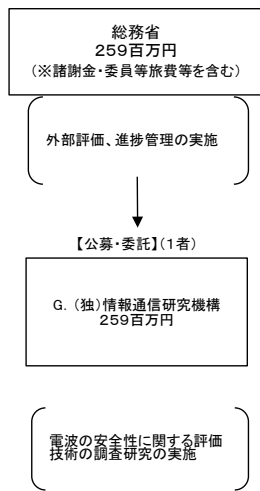 総務省
259百万円
(※諸謝金・委員等旅費等を含む)
外部評価、進捗管理の実施
【公募・委託】(1者)
G. (独)情報通信研究機構
259百万円
電波の安全性に関する評価
技術の調査研究の実施